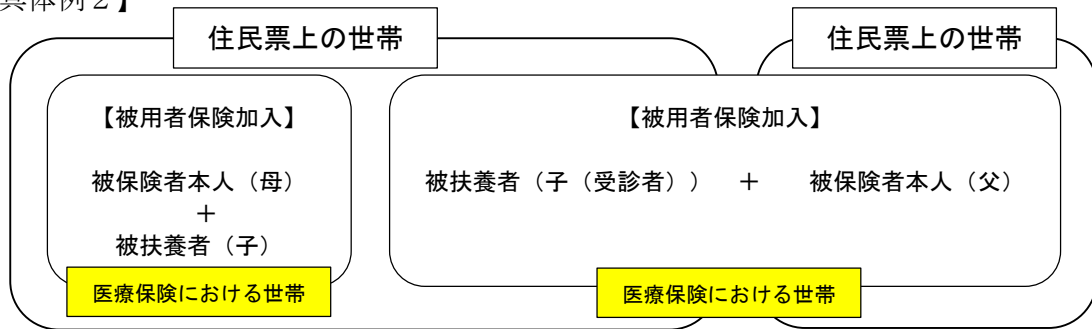 具体例２】
住民票上の世帯
住民票上の世帯
【被用者保険加入】
被保険者本人（母）
＋
被扶養者（子）
医療保険における世帯
【被用者保険加入】
被扶養者（子（受診者））　＋　被保険者本人（父）
医療保険における世帯